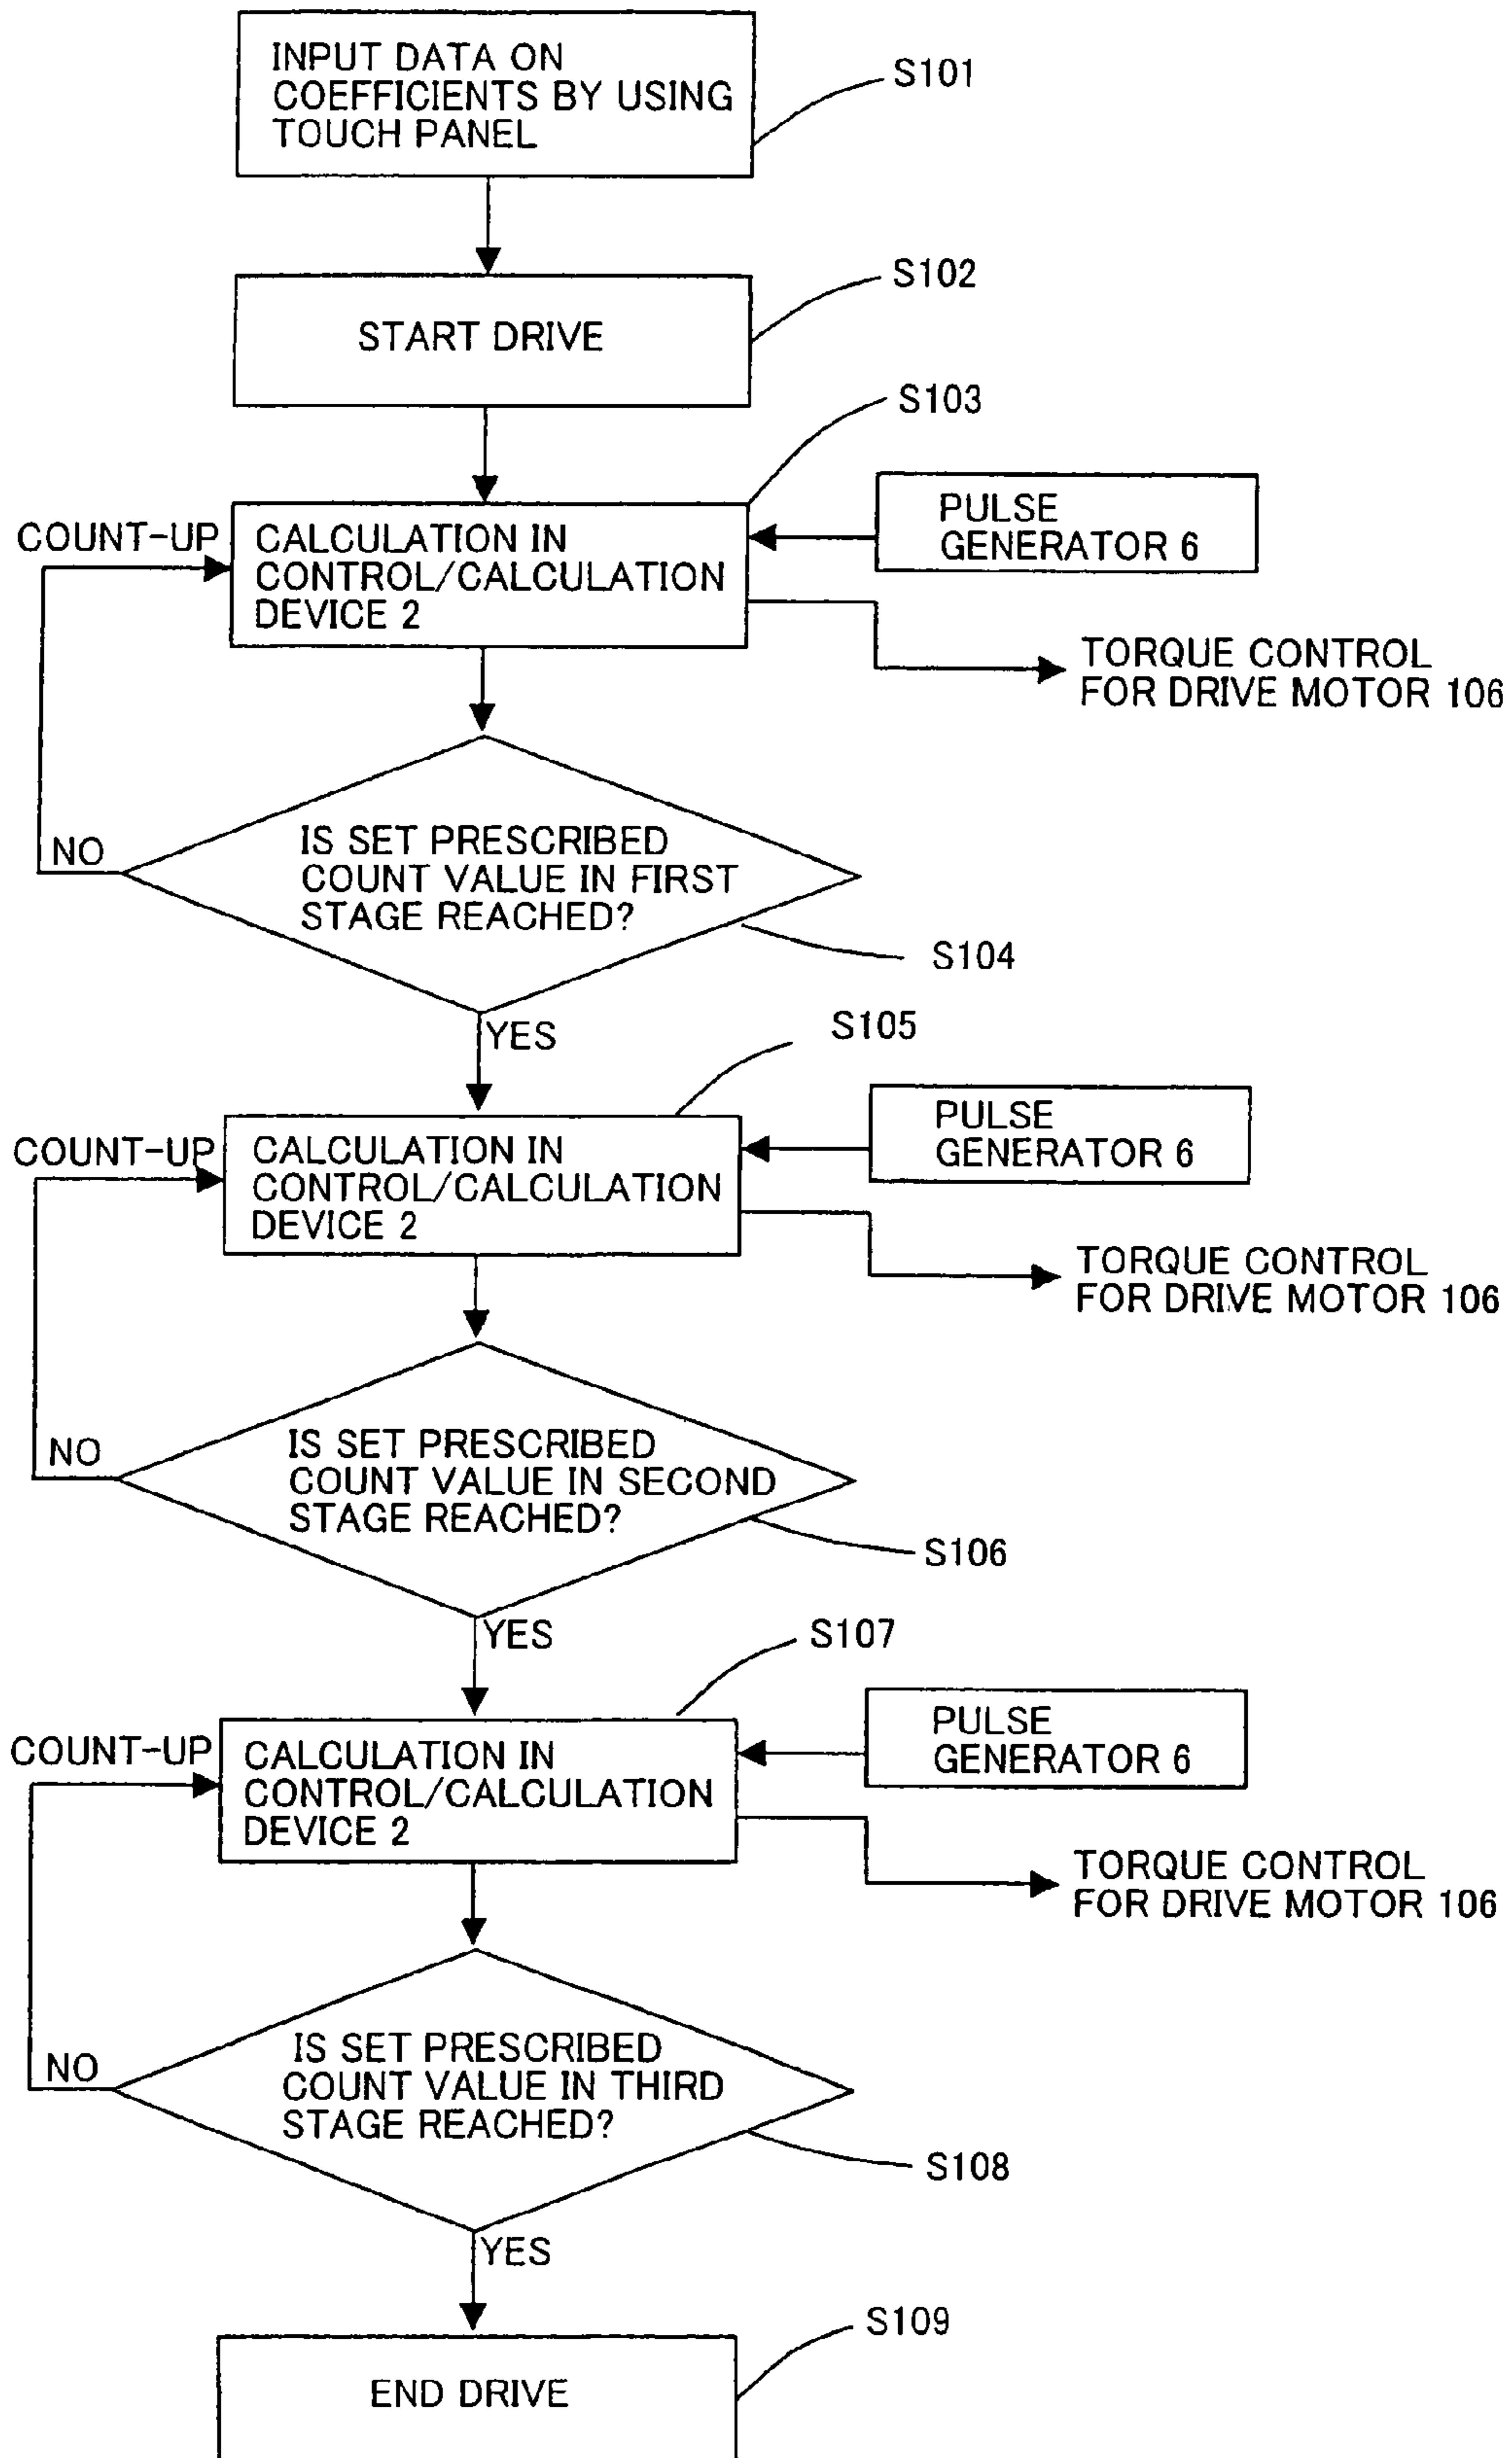 INPUT DATA ON
COEFFICIENTS BY USING
TOUCH PANEL
S101
START DRIVE
S102
S103
COUNT-UP
CALCULATION IN
CONTROL/CALCULATION
DEVICE 2
PULSE
GENERATOR 6
TORQUE CONTROL
FOR DRIVE MOTOR 106
NO
IS SET PRESCRIBED
COUNT VALUE IN FIRST
STAGE REACHED?
S104
YES
S105
COUNT-UP
CALCULATION IN
CONTROL/CALCULATION
DEVICE 2
PULSE
GENERATOR 6
TORQUE CONTROL
FOR DRIVE MOTOR 106
NO
IS SET PRESCRIBED
COUNT VALUE IN SECOND
STAGE REACHED?
S106
YES
S107
COUNT-UP
CALCULATION IN
CONTROL/CALCULATION
DEVICE 2
PULSE
GENERATOR 6
TORQUE CONTROL
FOR DRIVE MOTOR 106
NO
IS SET PRESCRIBED
COUNT VALUE IN THIRD
STAGE REACHED?
S108
YES
S109
END DRIVE